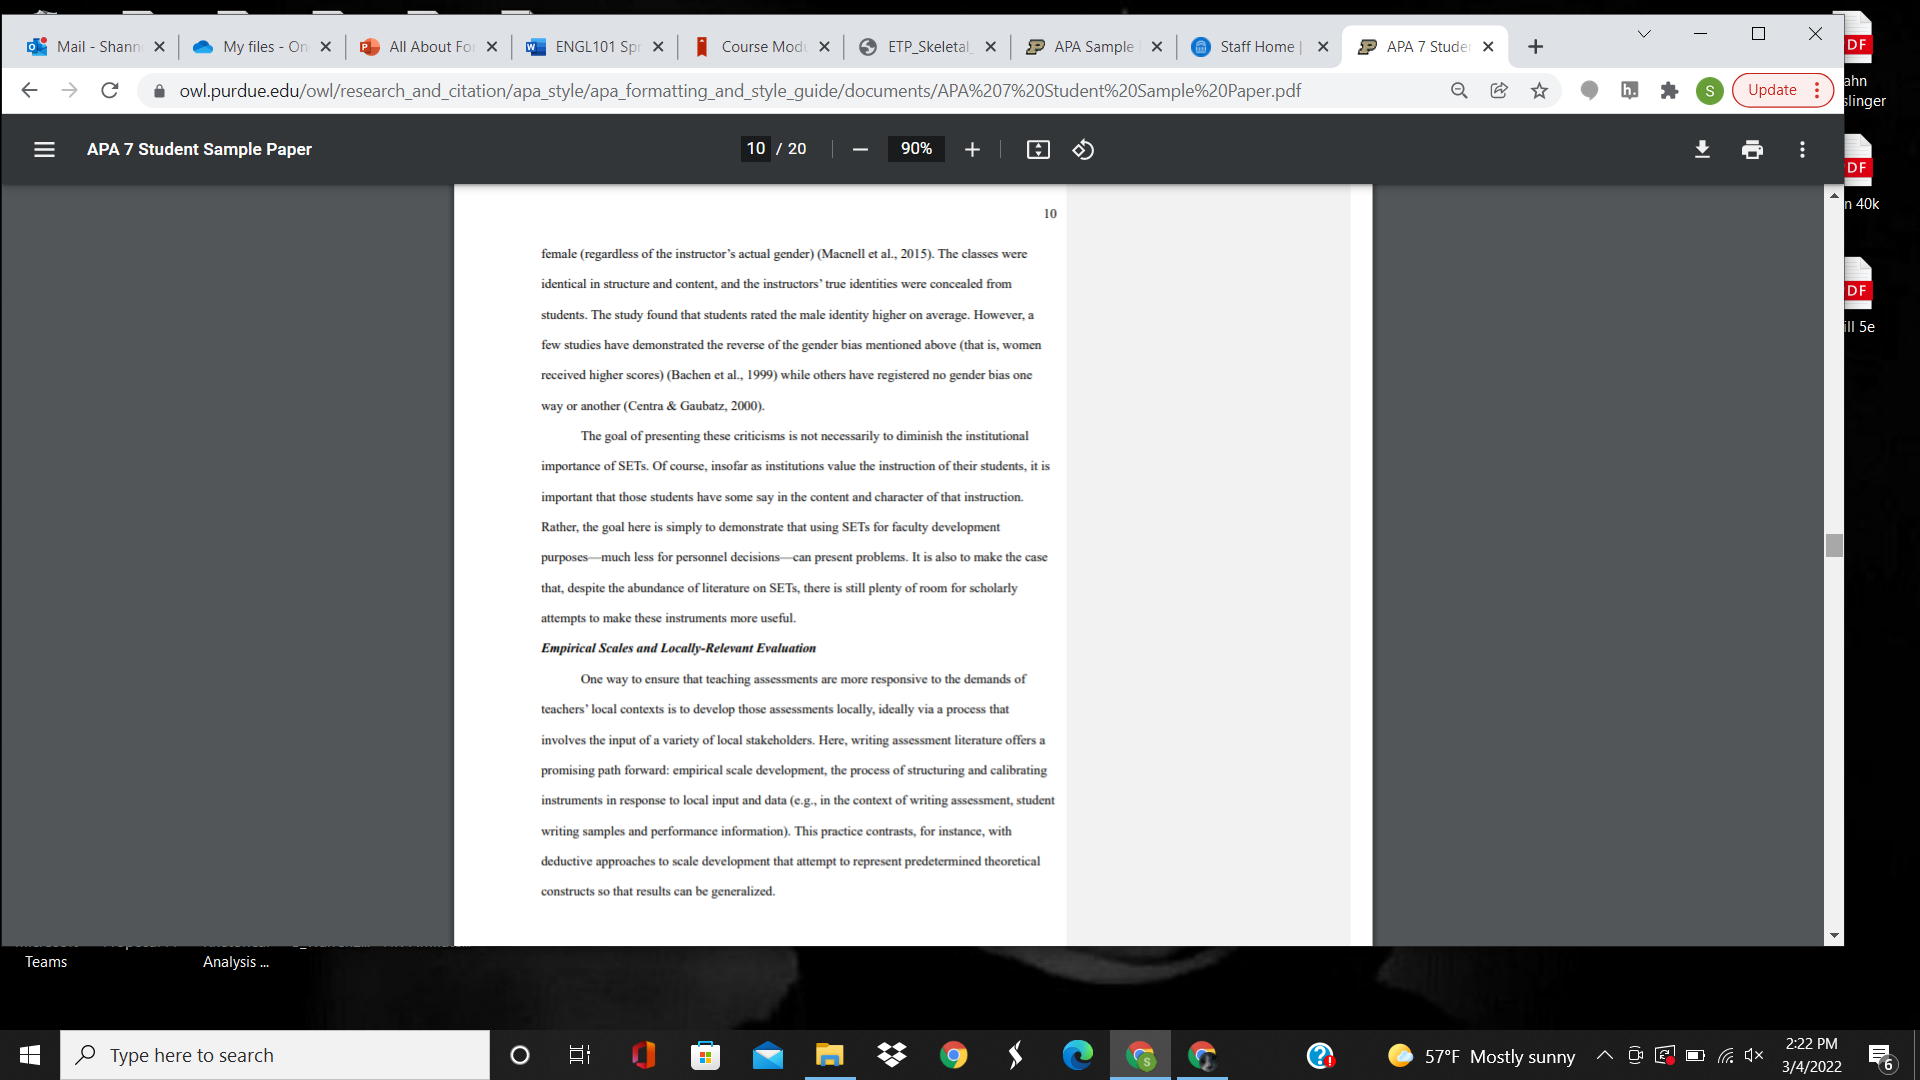 Mail - Shann
My files - On
All About Fo
ENGL101 Spr
Course Modu
ETP_Skeletal_
APA Sample
Staff Home |
APA 7 Studen
owl.purdue.edu/owl/research_and_citation/apa_style/apa_formatting_and_style_guide/documents/APA%207%20Student%20Sample%20Paper.pdf
h.
S
Update
DF
ahn
slinger
APA 7 Student Sample Paper
10 / 20
90%
DF
n 40k
DF
ill 5e
10
female (regardless of the instructor's actual gender) (Macnell et al., 2015). The classes were
identical in structure and content, and the instructors' true identities were concealed from
students. The study found that students rated the male identity higher on average. However, a
few studies have demonstrated the reverse of the gender bias mentioned above (that is, women
received higher scores) (Bachen et al., 1999) while others have registered no gender bias one
way or another (Centra & Gaubatz, 2000).
The goal of presenting these criticisms is not necessarily to diminish the institutional
importance of SETs. Of course, insofar as institutions value the instruction of their students, it is
important that those students have some say in the content and character of that instruction.
Rather, the goal here is simply to demonstrate that using SETs for faculty development
purposes—much less for personnel decisions—can present problems. It is also to make the case
that, despite the abundance of literature on SETs, there is still plenty of room for scholarly
attempts to make these instruments more useful.
Empirical Scales and Locally-Relevant Evaluation
One way to ensure that teaching assessments are more responsive to the demands of
teachers' local contexts is to develop those assessments locally, ideally via a process that
involves the input of a variety of local stakeholders. Here, writing assessment literature offers a
promising path forward: empirical scale development, the process of structuring and calibrating
instruments in response to local input and data (e.g., in the context of writing assessment, student
writing samples and performance information). This practice contrasts, for instance, with
deductive approaches to scale development that attempt to represent predetermined theoretical
constructs so that results can be generalized.
Teams
Analysis ...
Type here to search
57°F Mostly sunny
2:22 PM
3/4/2022
6